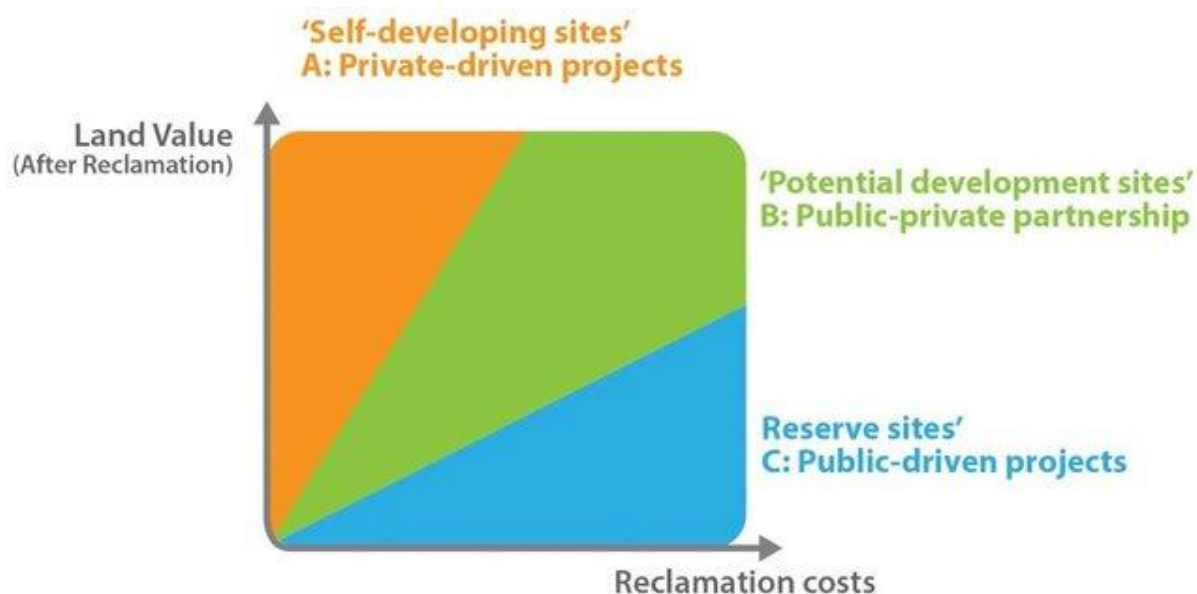 ‘Self-developing sites’
A: Private-driven projects
Land Value
(After Reclamation)
‘Potential development sites’
B: Public-private partnership
Reserve sites’
C: Public-driven projects
Reclamation costs